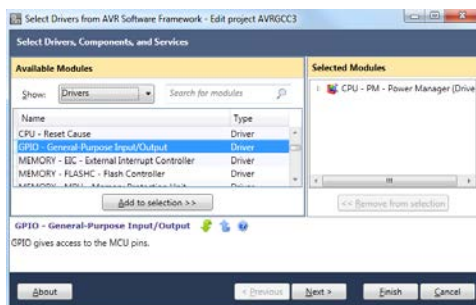 Select Drivers from AVR Software Framework - Edit project AVRGCC3
Select Drivers, Components, and Services
Available Modules
Show: Drivers Search for modules
Name Type
CPU - Reset Cause Driver
GPIO - General-Purpose Input/Output Driver
MEMORY - EIC - External Interrupt Controller Driver
MEMORY - FLASHC - Flash Controller Driver
Add to selection >>
GPIO - General-Purpose Input/Output
GPIO gives access to the MCU pins.
Selected Modules
CPU - PM - Power Manager (Drive
<< Remove from selection
About < Previous Next > Finish Cancel